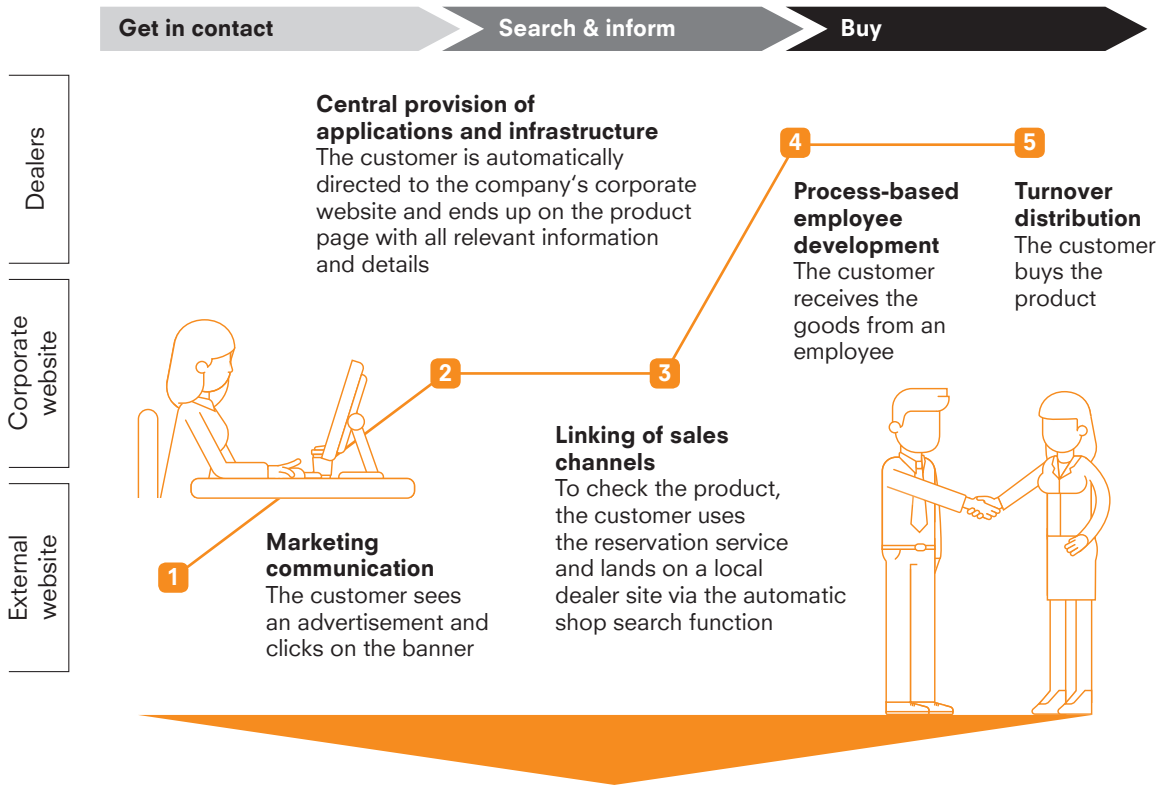 Get in contact
Search & inform
Buy
Dealers
Corporate
website
External
website
Central provision of
applications and infrastructure
The customer is automatically
directed to the company‘s corporate
website and ends up on the product
page with all relevant information
and details
4
5
Process-based
employee
development
The customer
receives the
goods from an
employee
Turnover
distribution
The customer
buys the
product
2
3
Linking of sales
channels
To check the product,
the customer uses
the reservation service
and lands on a local
dealer site via the automatic
shop search function
1
Marketing
communication
The customer sees
an advertisement and
clicks on the banner